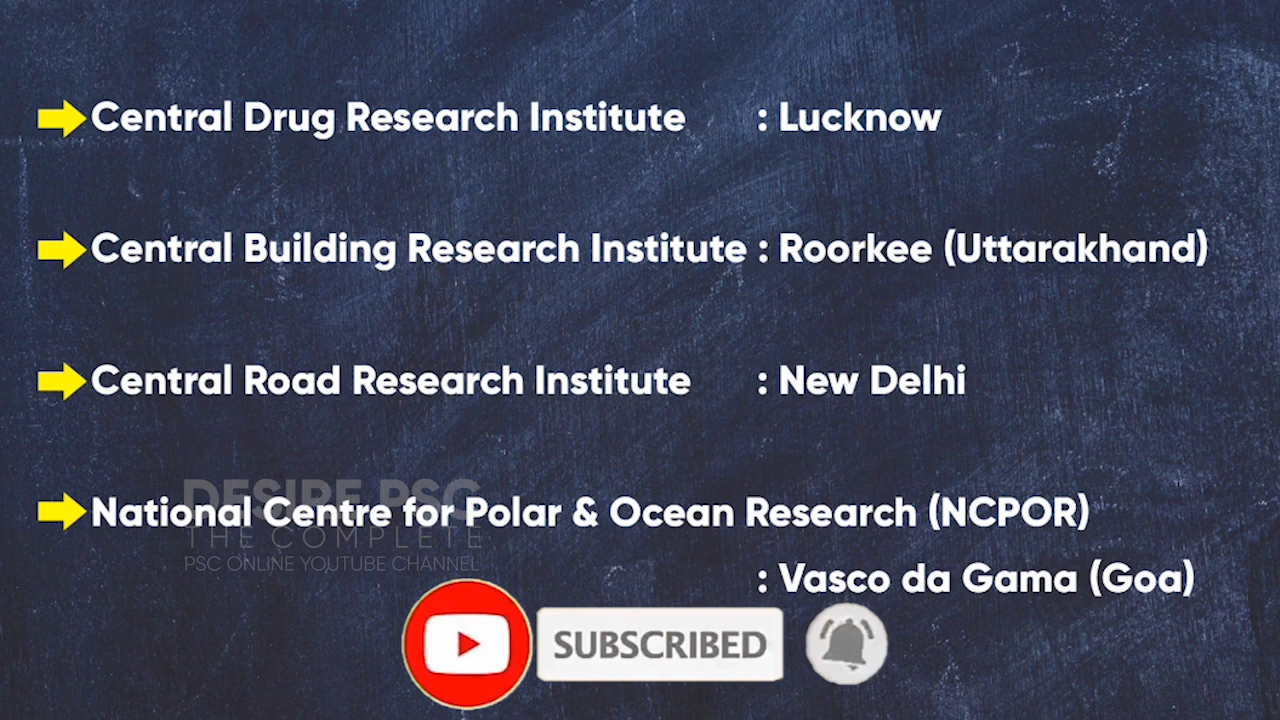 Central Drug Research Institute : Lucknow
Central Building Research Institute : Roorkee (Uttarakhand)
Central Road Research Institute : New Delhi
DESIRE PSC
National Centre for Polar & Ocean Research (NCPOR)
THE COMPLETE
PSC ONLINE YOUTUBE CHANNEL
: Vasco da Gama (Goa)
SUBSCRIBED